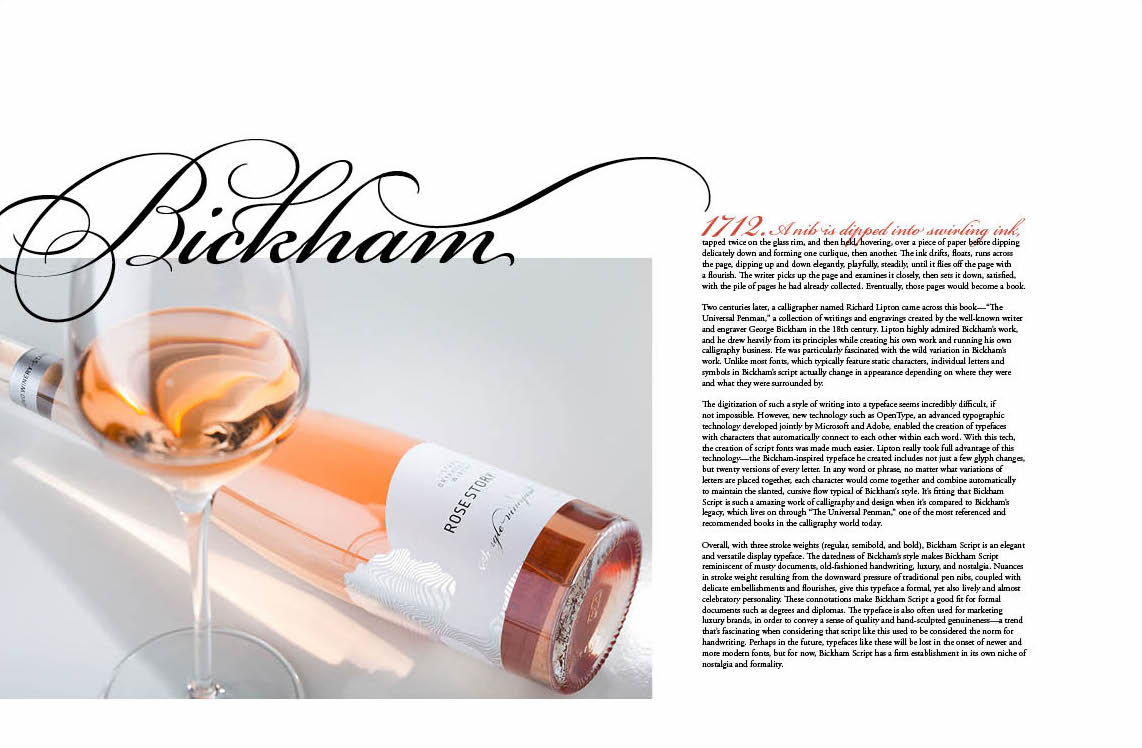 Bickham
1712. A nib is dipped into swirling ink,
tapped twice on the glass rim, and then held, hovering, over a piece of paper before dipping
delicately down and forming one curlique, then another. The ink drifts, floats, runs across
the page, dipping up and down elegantly, playfully, steadily, until it flies off the page with
a flourish. The writer picks up the page and examines it closely, then sets it down, satisfied,
with the pile of pages he had already collected. Eventually, those pages would become a book.
Two centuries later, a calligrapher named Richard Lipton came across this book—“The
Universal Penman,” a collection of writings and engravings created by the well-known writer
and engraver George Bickham in the 18th century. Lipton highly admired Bickham’s work,
and he drew heavily from its principles while creating his own work and running his own
calligraphy business. He was particularly fascinated with the wild variation in Bickham’s
work. Unlike most fonts, which typically feature static characters, individual letters and
symbols in Bickham’s script actually change in appearance depending on where they were
and what they were surrounded by.
The digitization of such a style of writing into a typeface seems incredibly difficult, if
not impossible. However, new technology such as OpenType, an advanced typographic
technology developed jointly by Microsoft and Adobe, enabled the creation of typefaces
with characters that automatically connect to each other within each word. With this tech,
the creation of script fonts was made much easier. Lipton really took full advantage of this
technology—the Bickham-inspired typeface he created includes not just a few glyph changes,
but twenty versions of every letter. In any word or phrase, no matter what variations of
letters are placed together, each character would come together and combine automatically
to maintain the slanted, cursive flow typical of Bickham’s style. It’s fitting that Bickham
Script is such a amazing work of calligraphy and design when it’s compared to Bickham’s
legacy, which lives on through “The Universal Penman,” one of the most referenced and
recommended books in the calligraphy world today.
Overall, with three stroke weights (regular, semibold, and bold), Bickham Script is an elegant
and versatile display typeface. The datedness of Bickham’s style makes Bickham Script
reminiscent of musty documents, old-fashioned handwriting, luxury, and nostalgia. Nuances
in stroke weight resulting from the downward pressure of traditional pen nibs, coupled with
delicate embellishments and flourishes, give this typeface a formal, yet also lively and almost
celebratory personality. These connotations make Bickham Script a good fit for formal
documents such as degrees and diplomas. The typeface is also often used for marketing
luxury brands, in order to convey a sense of quality and hand-sculpted genuineness—a trend
that’s fascinating when considering that script like this used to be considered the norm for
handwriting. Perhaps in the future, typefaces like these will be lost in the onset of newer and
more modern fonts, but for now, Bickham Script has a firm establishment in its own niche of
nostalgia and formality.
ROSE STORY